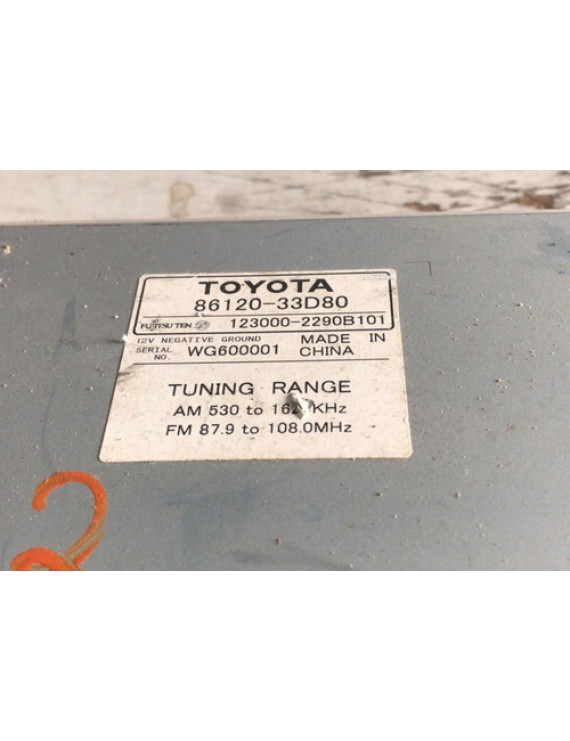 TOYOTA
86120-33D80
FUJITSU TEN 123000-2290B101
12V NEGATIVE GROUND MADE IN
SERIAL NO. WG600001 CHINA
TUNING RANGE
AM 530 to KHz
FM 87.9 to 108.0MHz